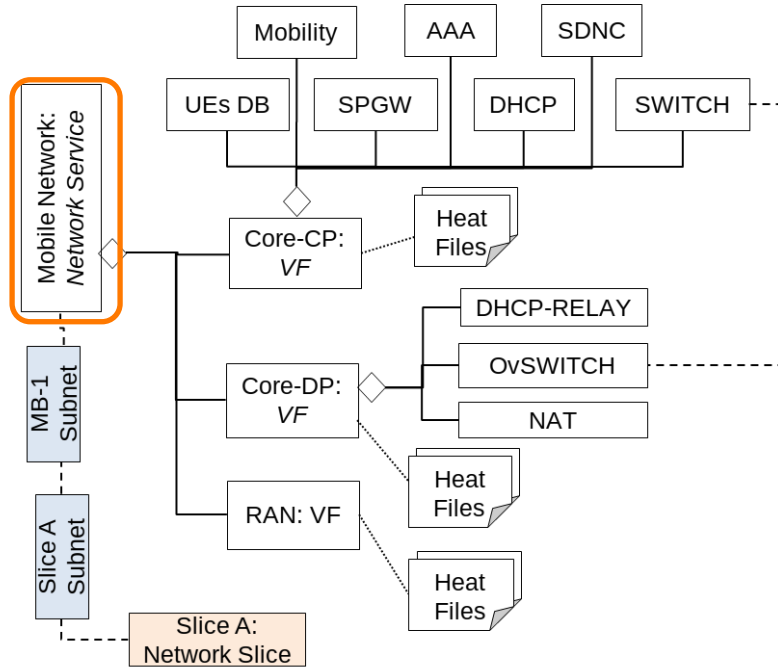 Mobility
AAA
SDNC
UEs DB
SPGW
DHCP
SWITCH
Mobile Network:
Network Service
Core-CP:
VF
Heat
Files
DHCP-RELAY
OvSWITCH
NAT
Core-DP:
VF
MB-1
Subnet
Heat
Files
RAN: VF
Slice A
Subnet
Heat
Files
Slice A:
Network Slice